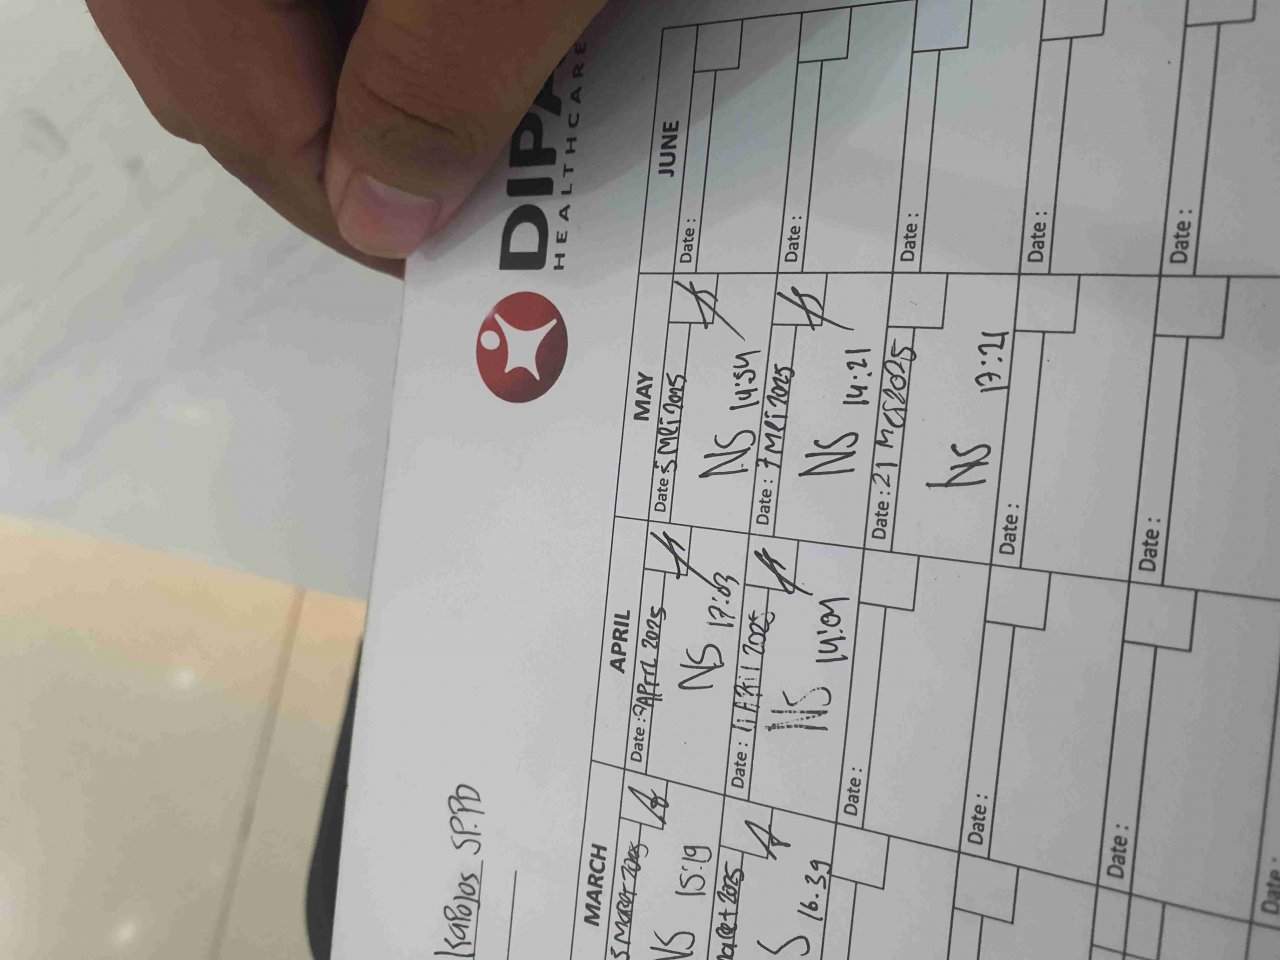 DIPA
HEALTHCARE
Kapojos SP.PD
MARCH
APRIL
MAY
JUNE
Maret 2025
Date : 9 April 2025
Date : 5 Mei 2025
Date :
NS 15:19
NS 17:03
NS 14:54
2025
Date : 11 April 2025
Date : 7 Mei 2025
Date :
S 16.39
NS 14:04
NS 14:21
Date :
Date : 21 Mei 2025
Date :
NS 17:21
Date :
Date :
Date :
Date :
Date :
Date :
Date :